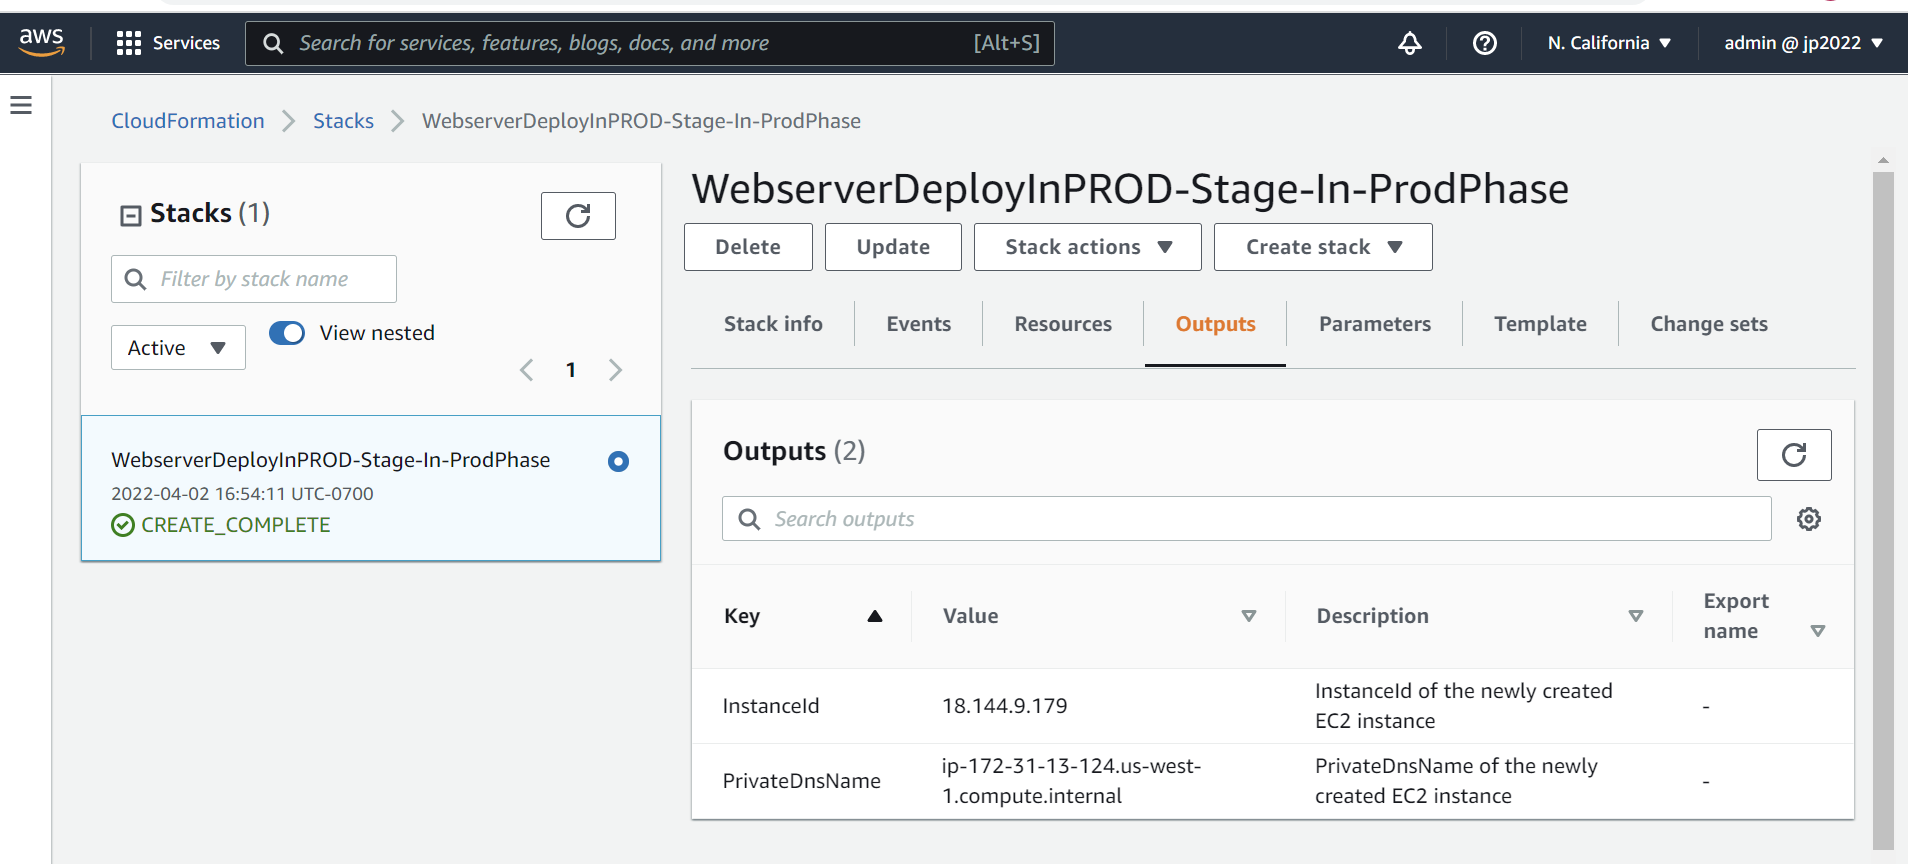 aws Services Search for services, features, blogs, docs, and more [Alt+S] N. California admin @ jp2022
CloudFormation Stacks WebserverDeployInPROD-Stage-In-ProdPhase
Stacks (1)
Filter by stack name
Active View nested
1
WebserverDeployInPROD-Stage-In-ProdPhase
2022-04-02 16:54:11 UTC-0700
CREATE_COMPLETE
WebserverDeployInPROD-Stage-In-ProdPhase
Delete Update Stack actions Create stack
Stack info Events Resources Outputs Parameters Template Change sets
Outputs (2)
Search outputs
Key Value Description Export
name
InstanceId 18.144.9.179 InstanceId of the newly created
EC2 instance -
PrivateDnsName ip-172-31-13-124.us-west- PrivateDnsName of the newly
1.compute.internal created EC2 instance -